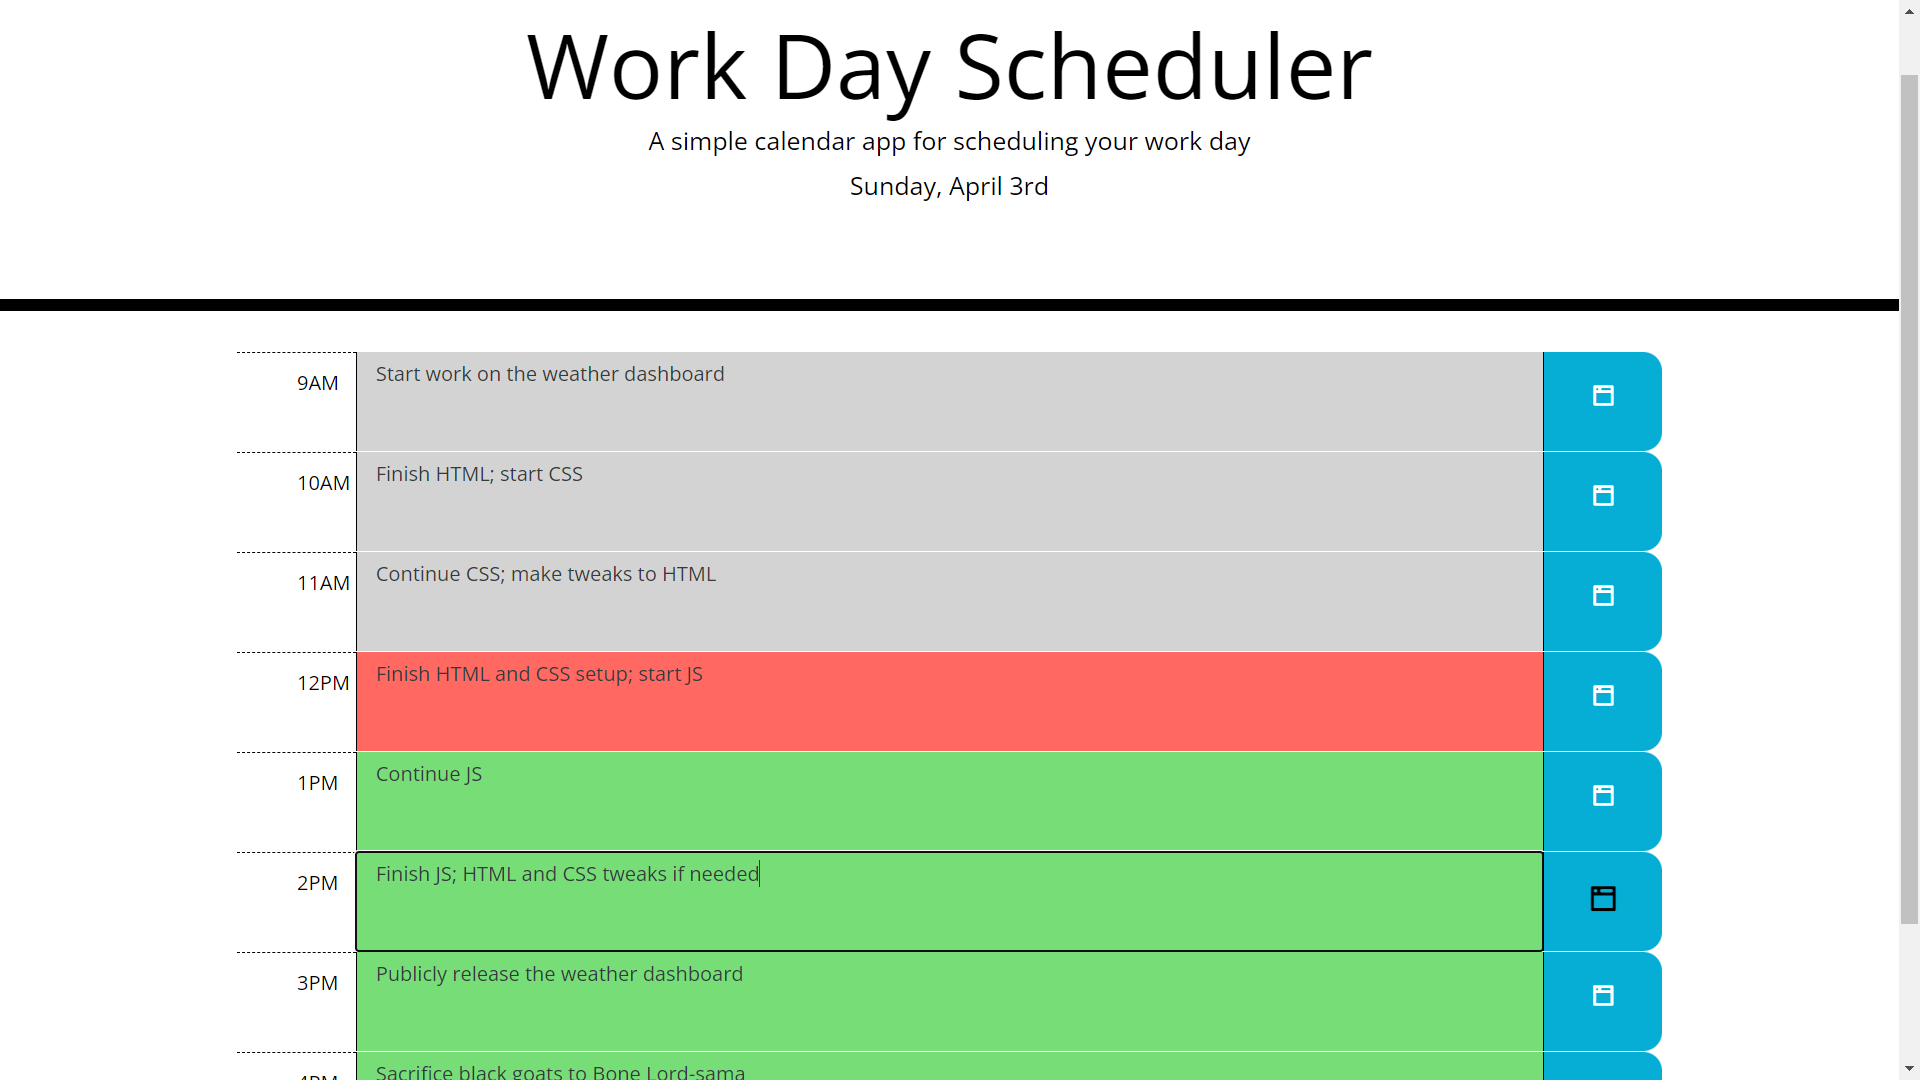 Work Day Scheduler
A simple calendar app for scheduling your work day
Sunday, April 3rd
9AM Start work on the weather dashboard
10AM Finish HTML; start CSS
11AM Continue CSS; make tweaks to HTML
12PM Finish HTML and CSS setup; start JS
1PM Continue JS
2PM Finish JS; HTML and CSS tweaks if needed
3PM Publicly release the weather dashboard
4PM Sacrifice black goats to Bone Lord-sama